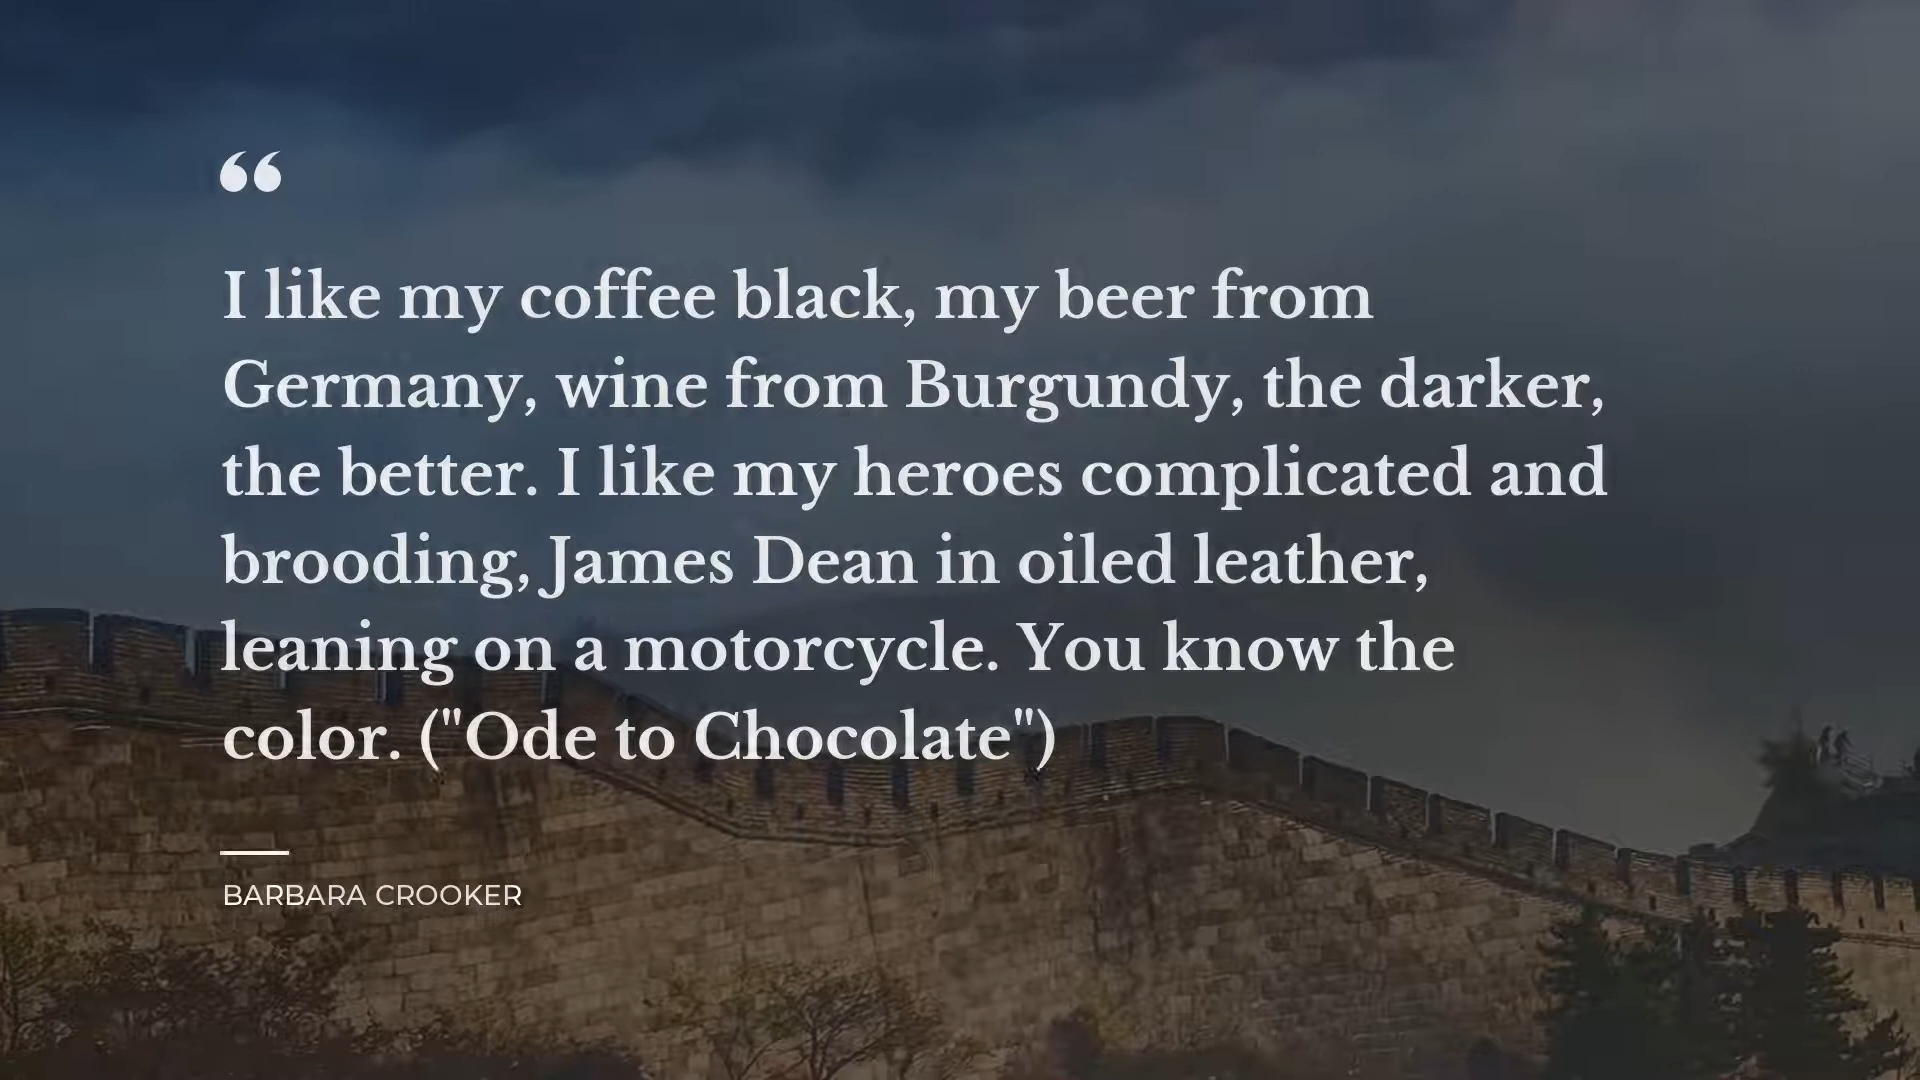 “
I like my coffee black, my beer from
Germany, wine from Burgundy, the darker,
the better. I like my heroes complicated and
brooding, James Dean in oiled leather,
leaning on a motorcycle. You know the
color. ("Ode to Chocolate")
BARBARA CROOKER